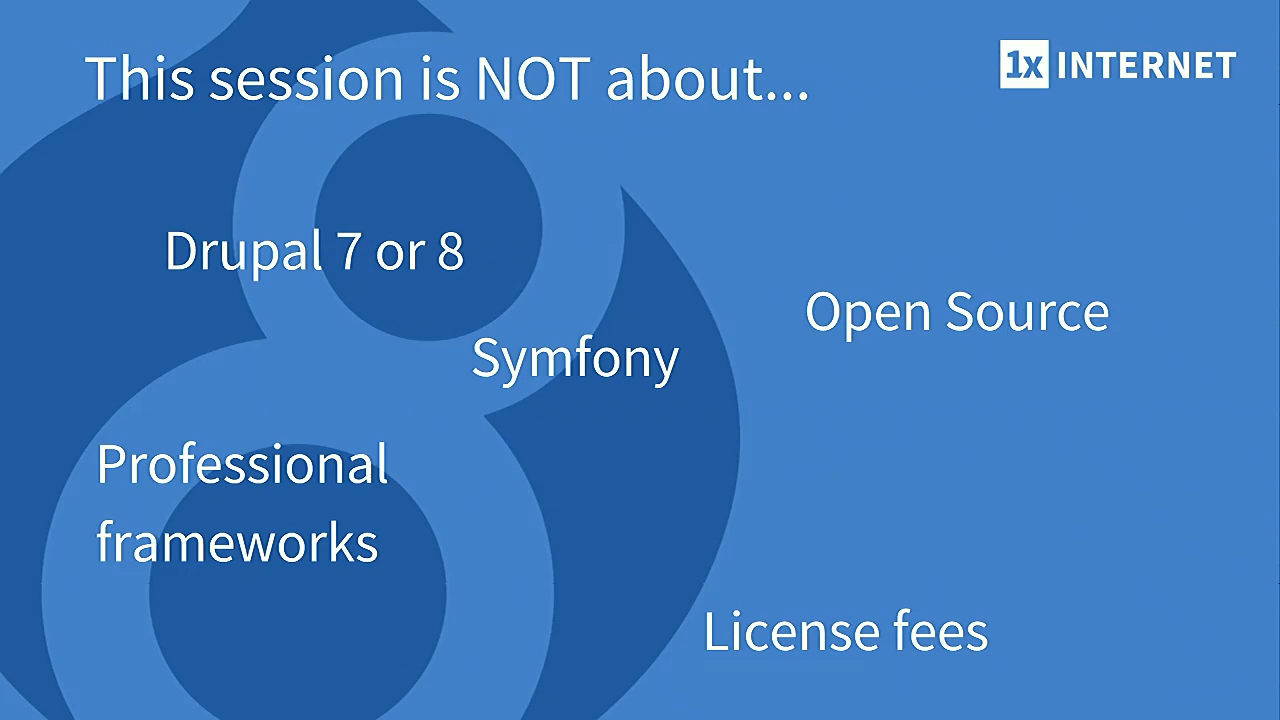 This session is NOT about...
1x INTERNET
Drupal 7 or 8
Open Source
Symfony
Professional
frameworks
License fees